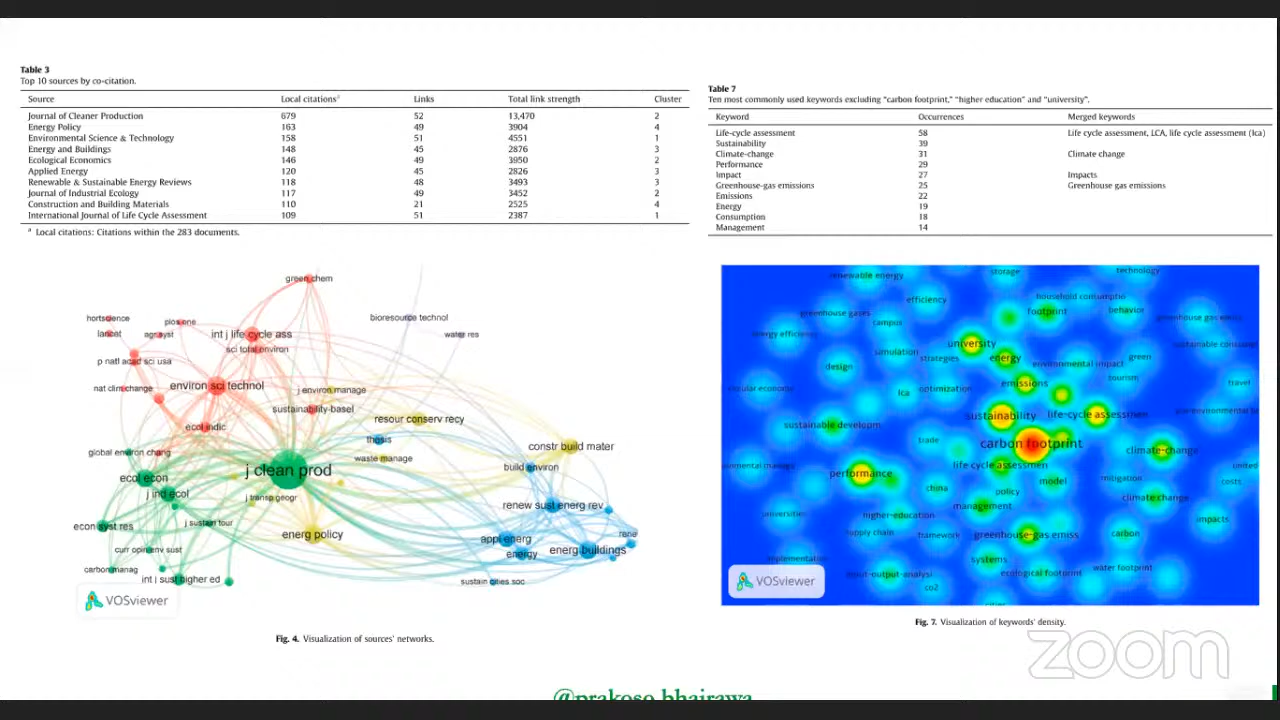 Table 3
Top 10 sources by co-citation.
Source Local citationsa Links Total link strength Cluster
Journal of Cleaner Production 679 52 13,470 2
Energy Policy 163 49 3904 4
Environmental Science & Technology 158 51 4551 1
Energy and Buildings 148 45 2876 3
Ecological Economics 146 49 3950 2
Applied Energy 120 45 2826 3
Renewable & Sustainable Energy Reviews 118 48 3493 3
Journal of Industrial Ecology 117 49 3452 2
Construction and Building Materials 110 21 2525 4
International Journal of Life Cycle Assessment 109 51 2387 1
a Local citations: Citations within the 283 documents.
green chem
hortscience
plos one
bioresource technol
lancet
agr syst
int j life cycle ass
water res
sci total environ
p natl acad sci usa
nat clim change
environ sci technol
j environ manage
sustainability-basel
resour conserv recy
ecol indic
thesis
constr build mater
global environ chang
waste manage
build environ
j clean prod
ecol econ
j ind ecol
j transp geogr
renew sust energ rev
econ syst res
j sustain tour
energy policy
appl energ
rene
curr opin env sust
energy
energ buildings
carbon manag
int j sust higher ed
sustain cities soc
VOSviewer
Fig. 4. Visualization of sources' networks.
Table 7
Ten most commonly used keywords excluding "carbon footprint," "higher education" and "university".
Keyword Occurrences Merged keywords
Life-cycle assessment 58 Life cycle assessment, LCA, life cycle assessment (lca)
Sustainability 39
Climate-change 31 Climate change
Performance 29
Impact 27 Impacts
Greenhouse-gas emissions 25 Greenhouse gas emissions
Emissions 22
Energy 19
Consumption 18
Management 14
renewable energy
storage
technology
efficiency
household consumptio
greenhouse gases
campus
footprint
behavior
energy efficienc
university
simulation
strategies
energy
environmental impact
green
sustainable consum
design
emissions
tourism
travel
lca
optimization
sustainability
life-cycle assessmen
sustainable developm
trade
carbon footprint
climate-change
life cycle assessmen
united
performance
model
mitigation
costs
china
policy
climate change
universities
higher-education
management
impacts
supply chain
framework
greenhouse-gas emiss
carbon
implementation
systems
input-output-analysi
ecological footprint
water footprint
co2
cities
VOSviewer
Fig. 7. Visualization of keywords' density.
zoom
@prakoso.bhairawa